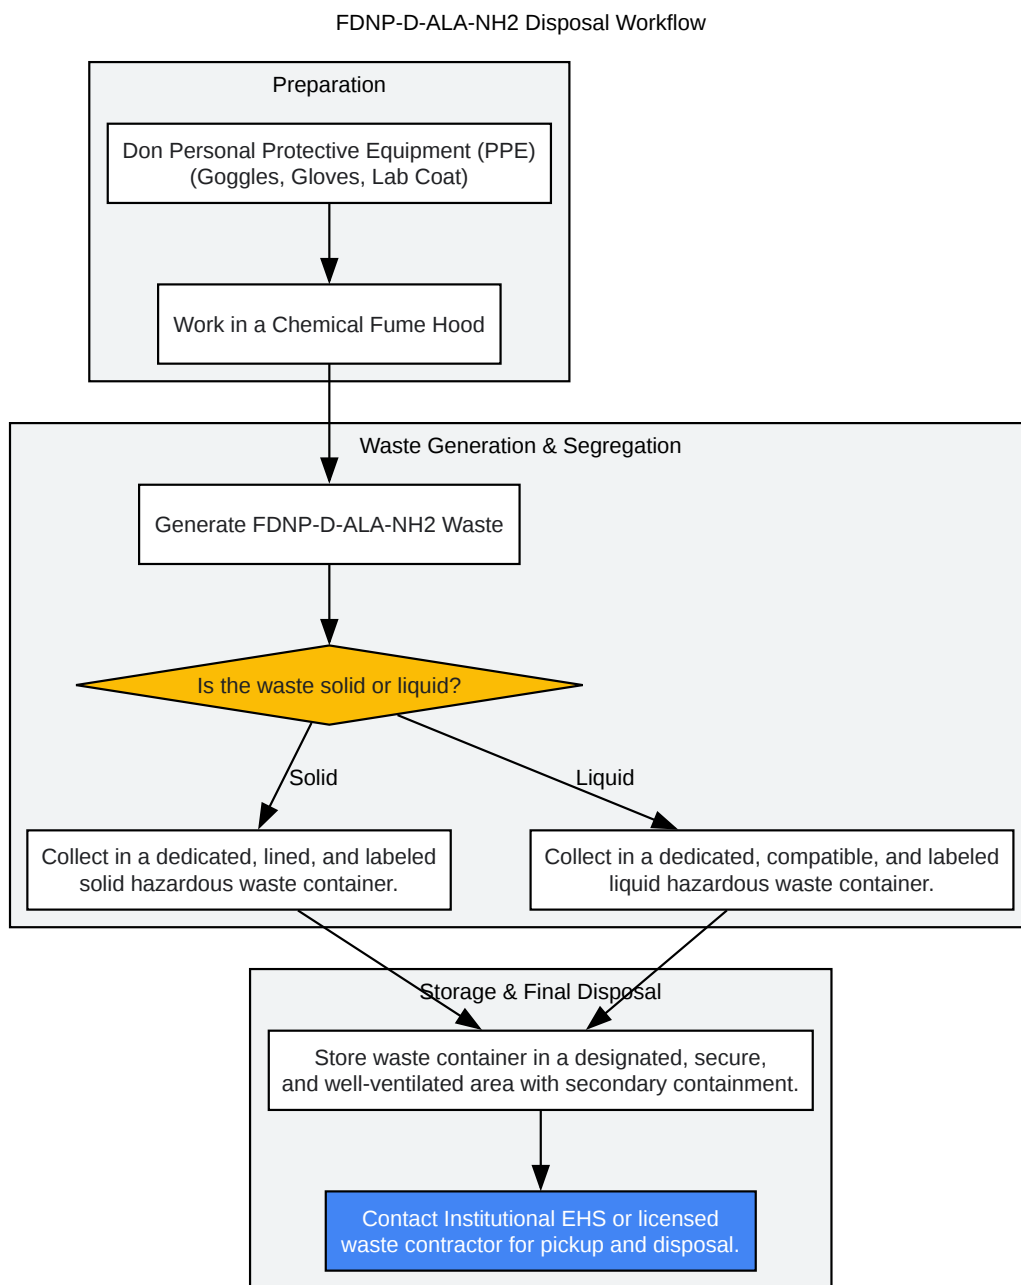 FDNP-D-ALA-NH2 Disposal Workflow
Preparation
Don Personal Protective Equipment (PPE)
(Goggles, Gloves, Lab Coat)
Work in a Chemical Fume Hood
Waste Generation & Segregation
Generate FDNP-D-ALA-NH2 Waste
Is the waste solid or liquid?
Solid
Liquid
Collect in a dedicated, lined, and labeled
solid hazardous waste container.
Collect in a dedicated, compatible, and labeled
liquid hazardous waste container.
Storage & Final Disposal
Store waste container in a designated, secure,
and well-ventilated area with secondary containment.
Contact Institutional EHS or licensed
waste contractor for pickup and disposal.